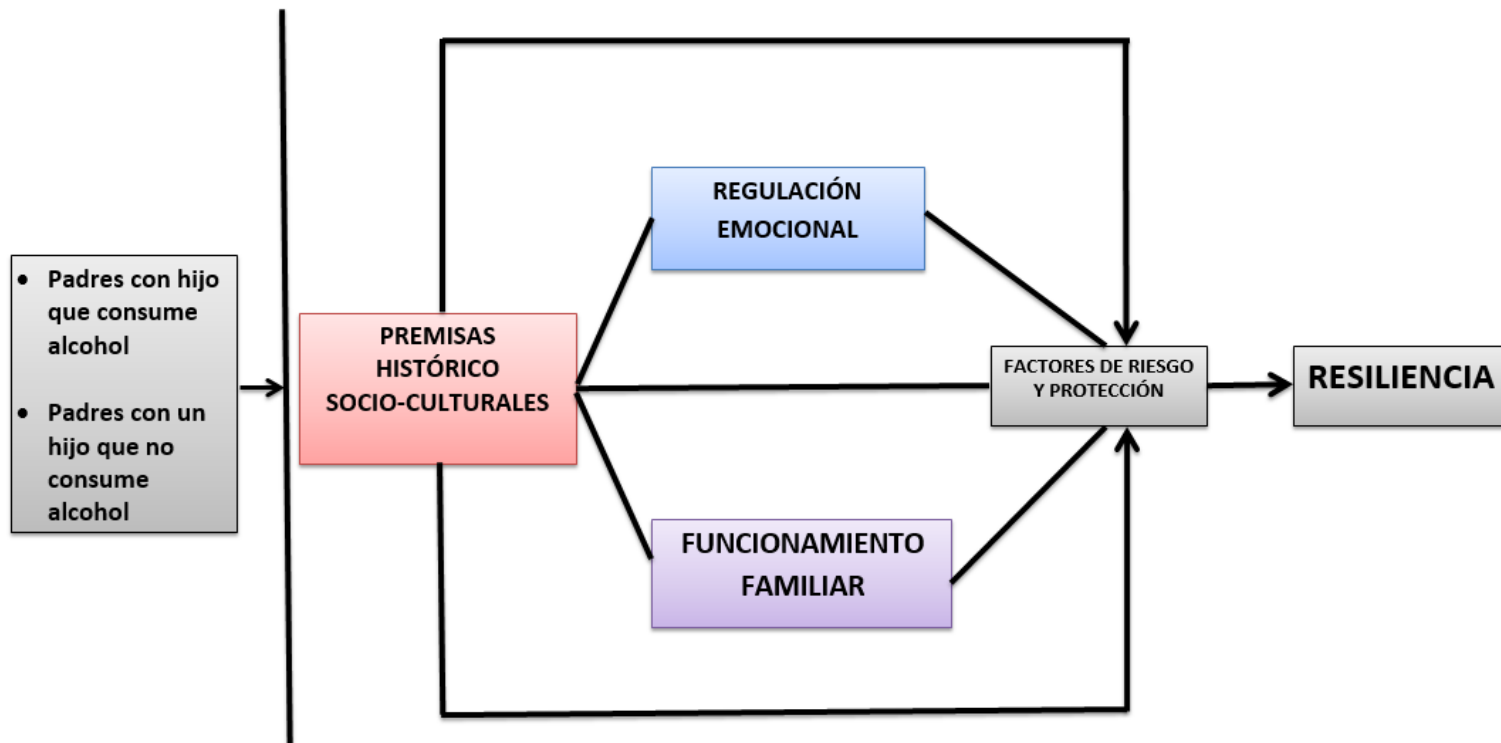 • Padres con hijo
que consume
alcohol
• Padres con un
hijo que no
consume
alcohol
PREMISAS
HISTÓRICO
SOCIO-CULTURALES
REGULACIÓN
EMOCIONAL
FUNCIONAMIENTO
FAMILIAR
FACTORES DE RIESGO
Y PROTECCIÓN
RESILIENCIA